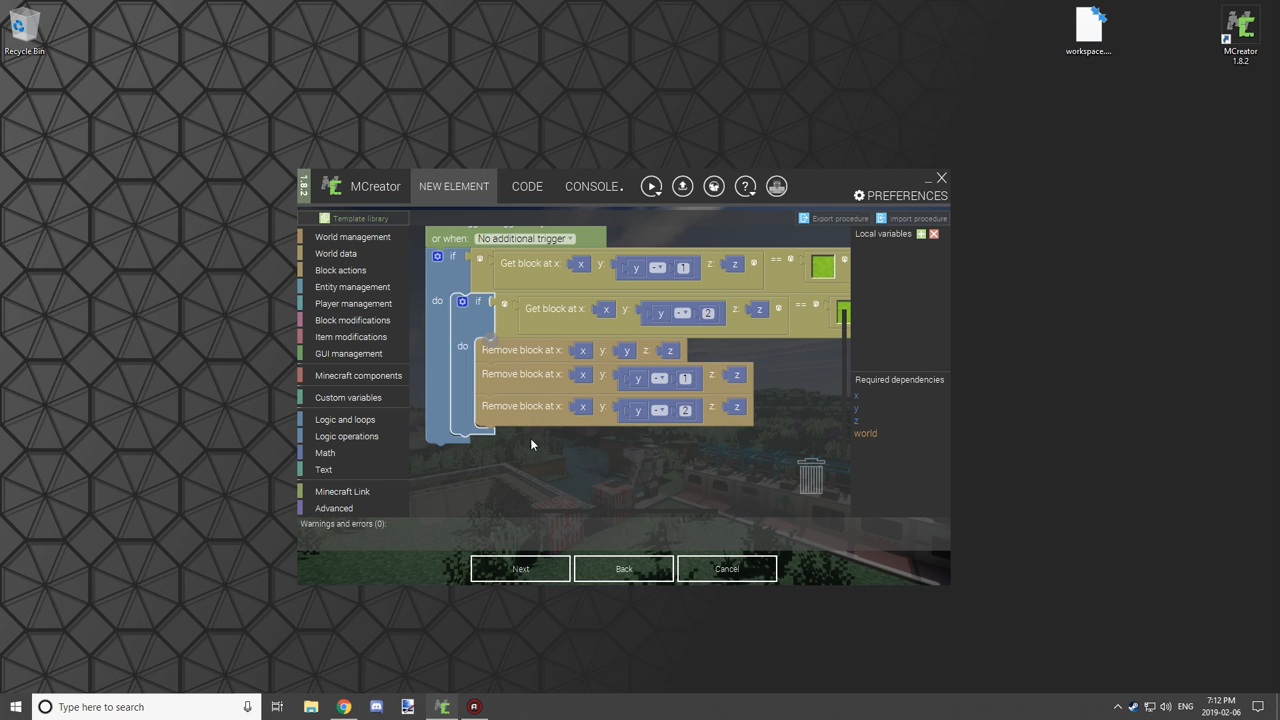 Recycle Bin
workspace....
MCreator
1.8.2
1.8.2
MCreator
NEW ELEMENT
CODE
CONSOLE.
PREFERENCES
Template library
Export procedure
Import procedure
World management
World data
Block actions
Entity management
Player management
Block modifications
Item modifications
GUI management
Minecraft components
Custom variables
Logic and loops
Logic operations
Math
Text
Minecraft Link
Advanced
or when: No additional trigger
if Get block at x: x y: y - 1 z: z ==
do if Get block at x: x y: y - 2 z: z ==
do Remove block at x: x y: y z: z
Remove block at x: x y: y - 1 z: z
Remove block at x: x y: y - 2 z: z
Local variables
Required dependencies
x
y
z
world
Warnings and errors (0):
Next
Back
Cancel
Type here to search
ENG
7:12 PM
2019-02-06